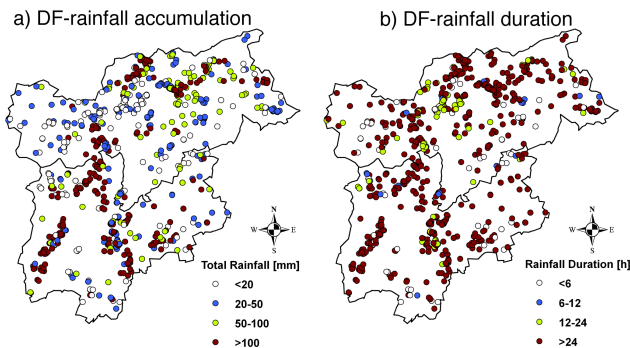 a) DF-rainfall accumulation
N
W E
S
Total Rainfall [mm]
<20
20-50
50-100
>100
b) DF-rainfall duration
N
W E
S
Rainfall Duration [h]
<6
6-12
12-24
>24